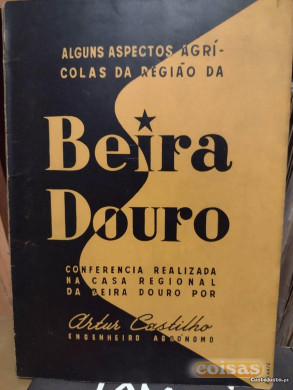 ALGUNS ASPECTOS AGRÍ-
COLAS DA REGIÃO DA
Beira
Douro
CONFERENCIA REALIZADA
NA CASA REGIONAL
DA BEIRA DOURO POR
Artur Castilho
ENGENHEIRO AGRÓNOMO
coisas